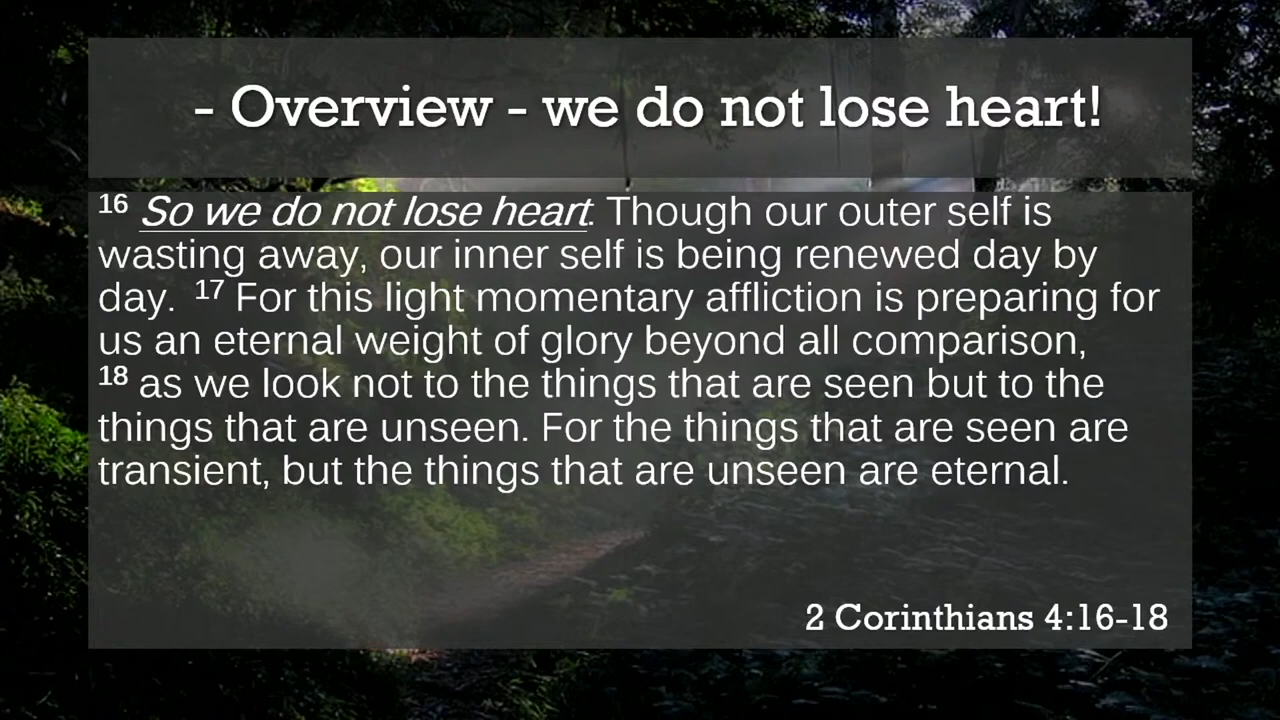 - Overview - we do not lose heart!
16 So we do not lose heart. Though our outer self is
wasting away, our inner self is being renewed day by
day. 17 For this light momentary affliction is preparing for
us an eternal weight of glory beyond all comparison,
18 as we look not to the things that are seen but to the
things that are unseen. For the things that are seen are
transient, but the things that are unseen are eternal.
2 Corinthians 4:16-18